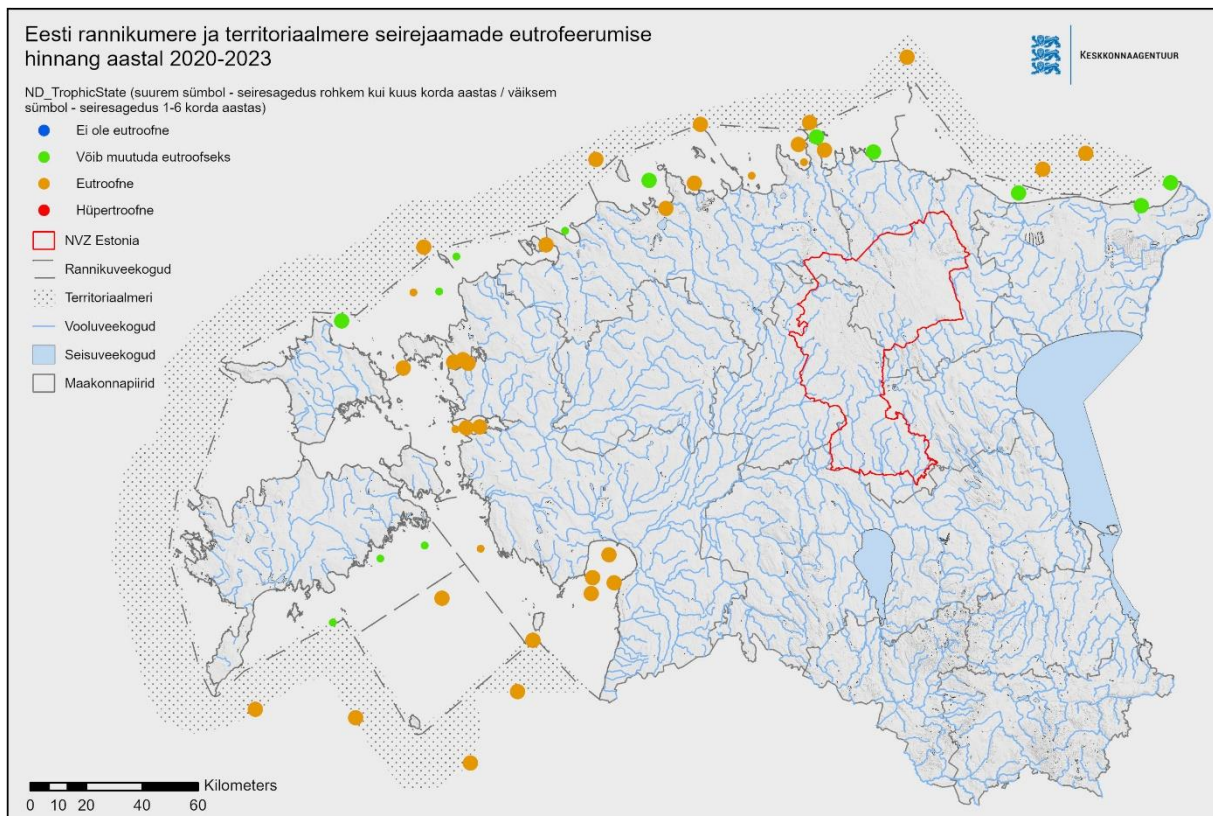 Eesti rannikumere ja territoriaalmere seirejaamade eutrofeerumise
hinnang aastal 2020-2023
KESKKONNAAGENTUUR
ND_TrophicState (suurem sümbol - seiresagedus rohkem kui kuus korda aastas / väiksem
sümbol - seiresagedus 1-6 korda aastas)
Ei ole eutroofne
Võib muutuda eutroofseks
Eutroofne
Hüpertroofne
NVZ Estonia
Rannikuveekogud
Territoriaalmeri
Vooluveekogud
Seisuveekogud
Maakonnapiirid
Kilometers
0 10 20 40 60